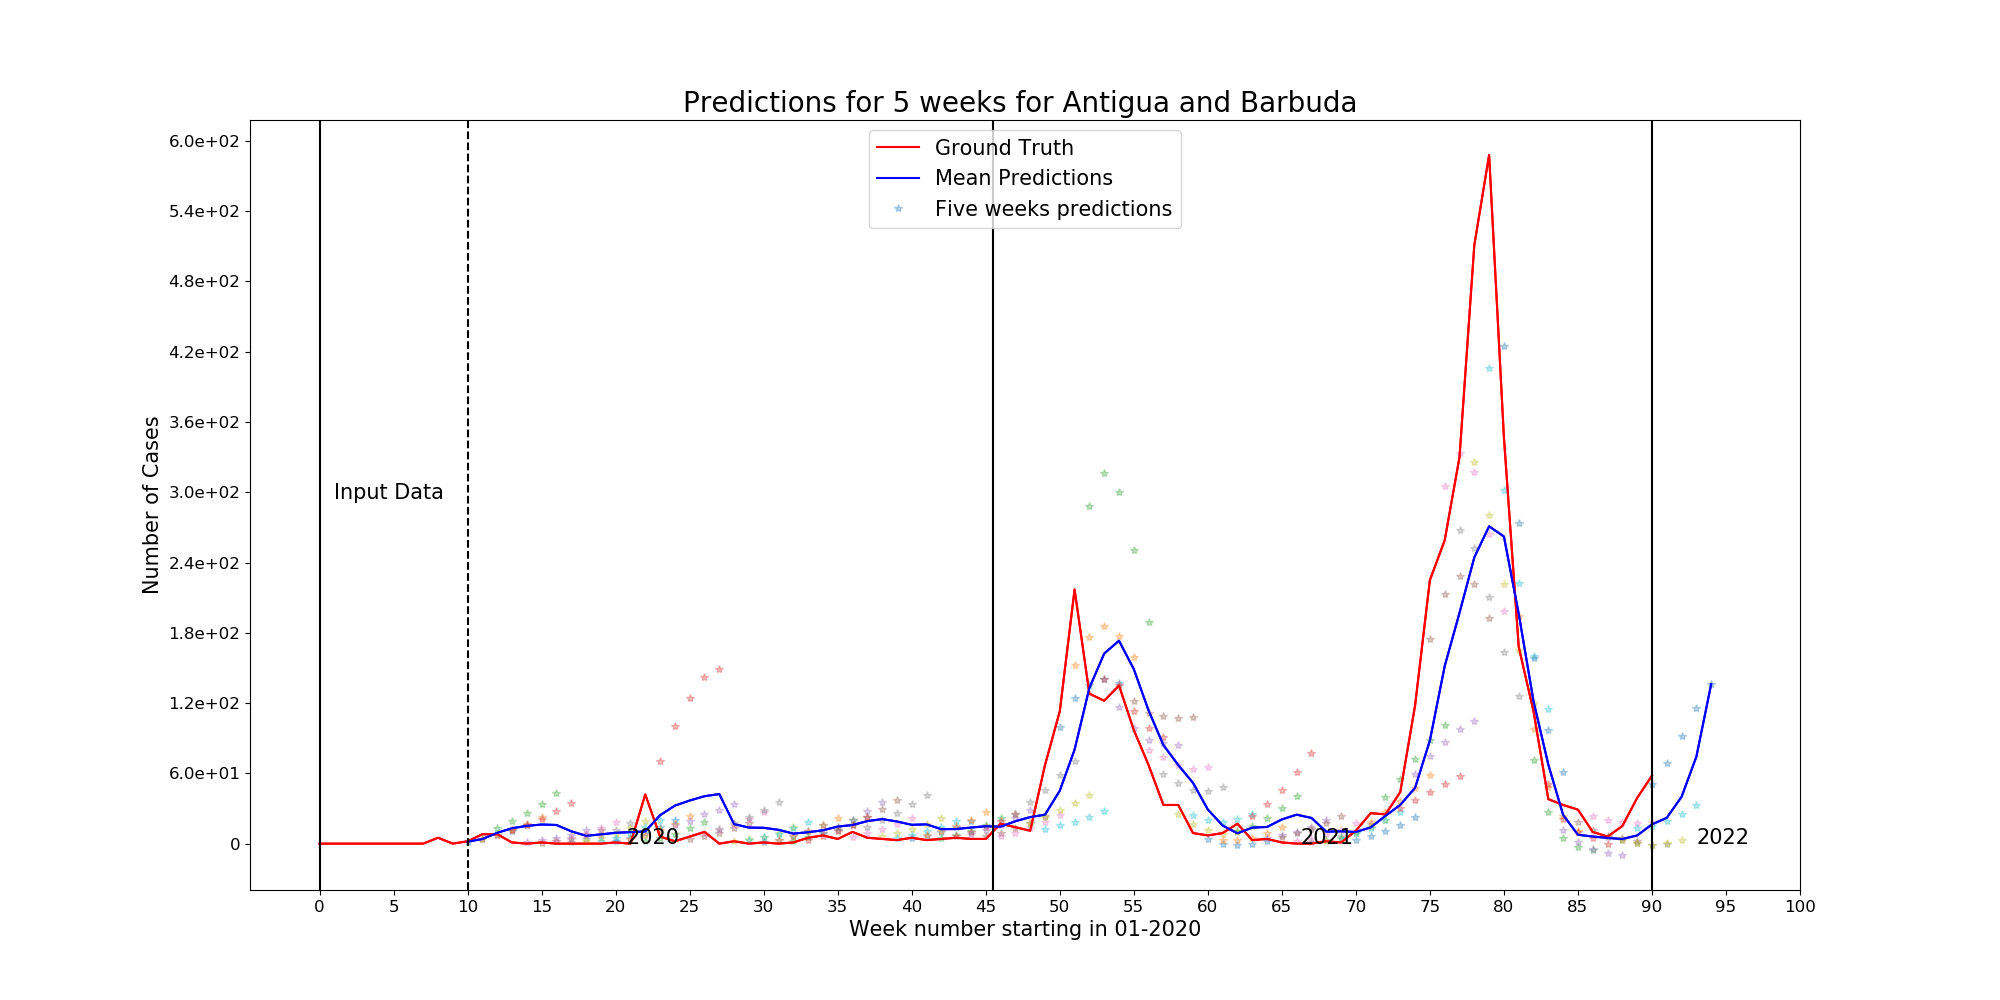 Predictions for 5 weeks for Antigua and Barbuda
Ground Truth
Mean Predictions
Five weeks predictions
Number of Cases
6.0e+02
5.4e+02
4.8e+02
4.2e+02
3.6e+02
3.0e+02
2.4e+02
1.8e+02
1.2e+02
6.0e+01
0
Input Data
2020
2021
2022
0 5 10 15 20 25 30 35 40 45 50 55 60 65 70 75 80 85 90 95 100
Week number starting in 01-2020